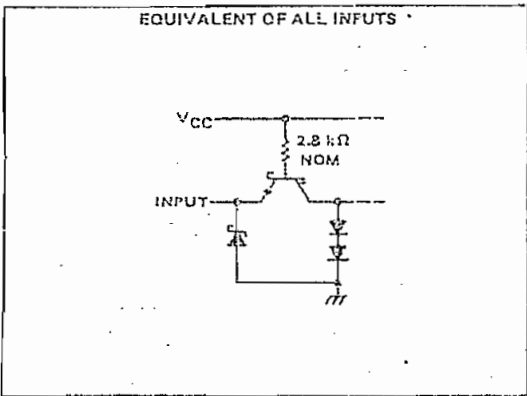 EQUIVALENT OF ALL INPUTS
VCC
2.8 kΩ
NOM
INPUT